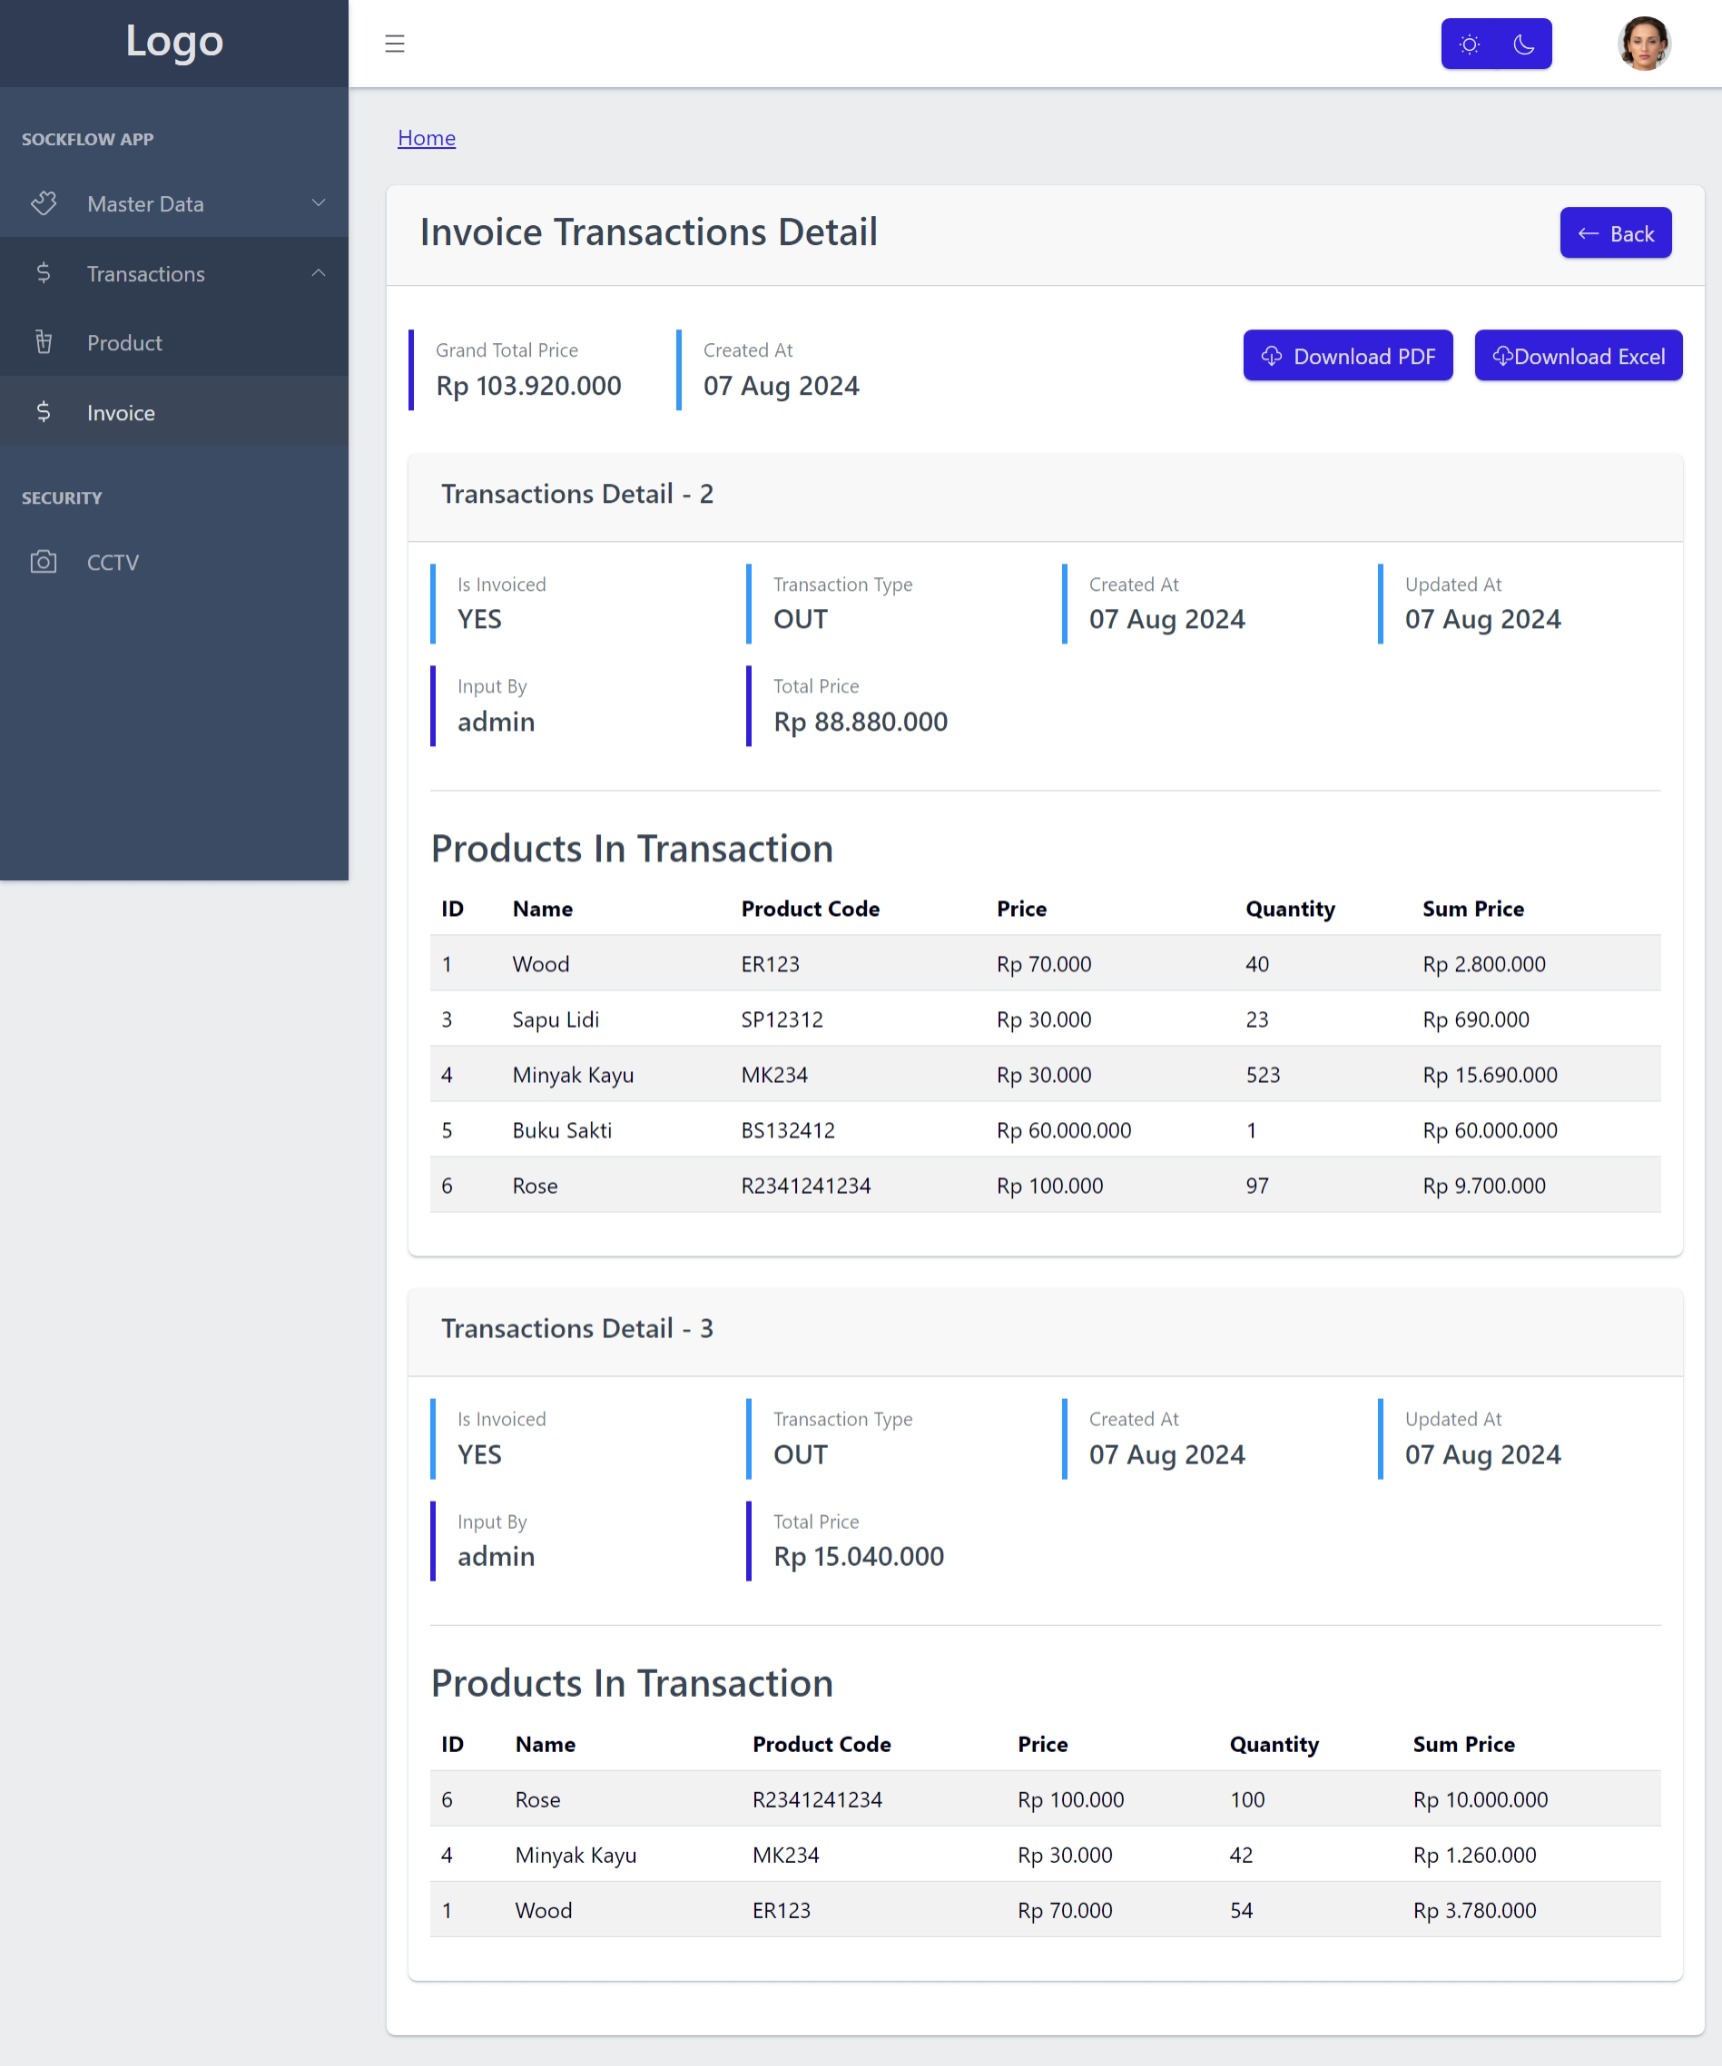 Logo
SOCKFLOW APP
Master Data
Transactions
Product
Invoice
SECURITY
CCTV
Home
Invoice Transactions Detail
Back
Grand Total Price
Rp 103.920.000
Created At
07 Aug 2024
Download PDF
Download Excel
Transactions Detail - 2
Is Invoiced
YES
Transaction Type
OUT
Created At
07 Aug 2024
Updated At
07 Aug 2024
Input By
admin
Total Price
Rp 88.880.000
Products In Transaction
ID Name Product Code Price Quantity Sum Price
1 Wood ER123 Rp 70.000 40 Rp 2.800.000
3 Sapu Lidi SP12312 Rp 30.000 23 Rp 690.000
4 Minyak Kayu MK234 Rp 30.000 523 Rp 15.690.000
5 Buku Sakti BS132412 Rp 60.000.000 1 Rp 60.000.000
6 Rose R2341241234 Rp 100.000 97 Rp 9.700.000
Transactions Detail - 3
Is Invoiced
YES
Transaction Type
OUT
Created At
07 Aug 2024
Updated At
07 Aug 2024
Input By
admin
Total Price
Rp 15.040.000
Products In Transaction
ID Name Product Code Price Quantity Sum Price
6 Rose R2341241234 Rp 100.000 100 Rp 10.000.000
4 Minyak Kayu MK234 Rp 30.000 42 Rp 1.260.000
1 Wood ER123 Rp 70.000 54 Rp 3.780.000